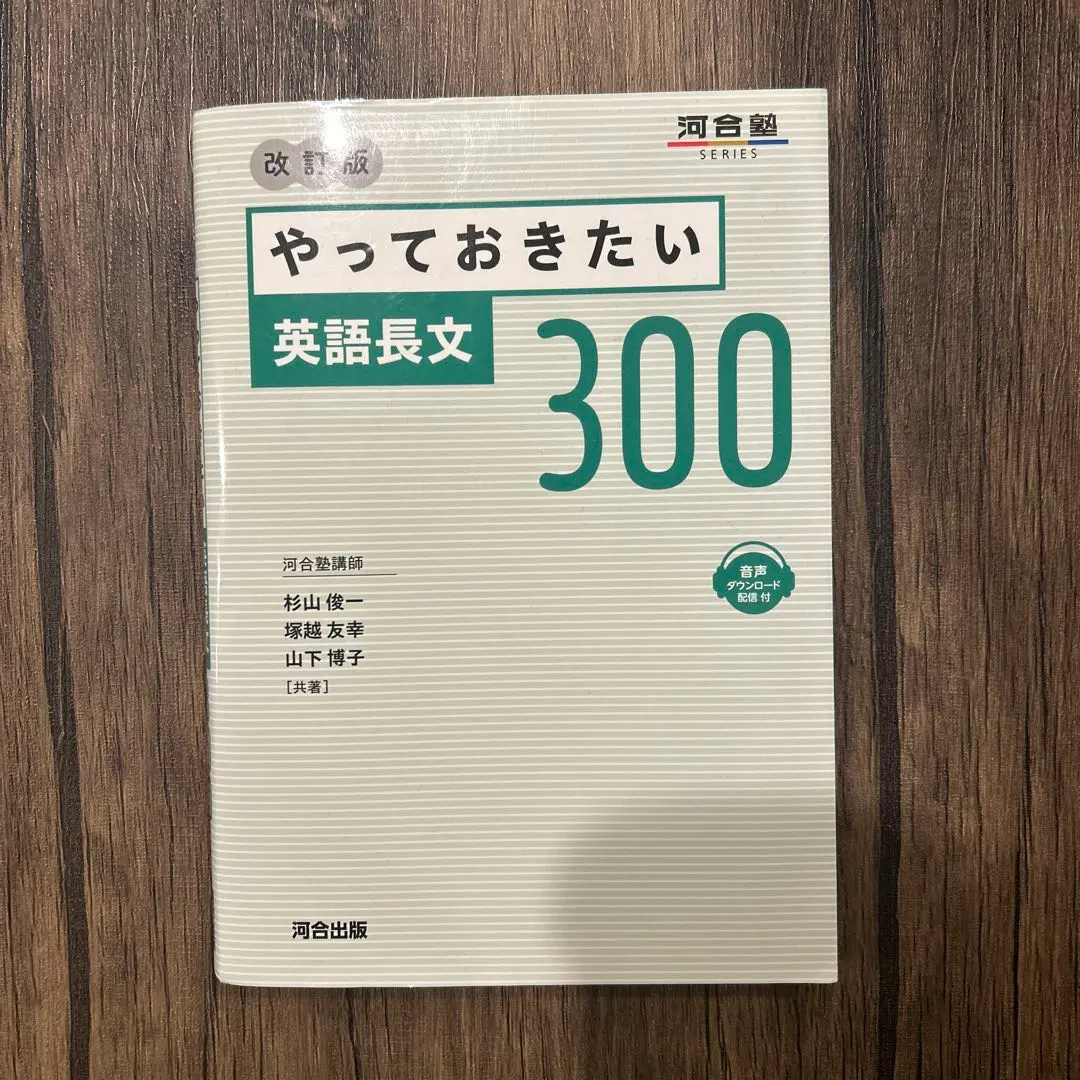 改訂版
河合塾
SERIES
やっておきたい
英語長文
300
音声
ダウンロード
配信付
河合塾講師
杉山 俊一
塚越 友幸
山下 博子
［共著］
河合出版